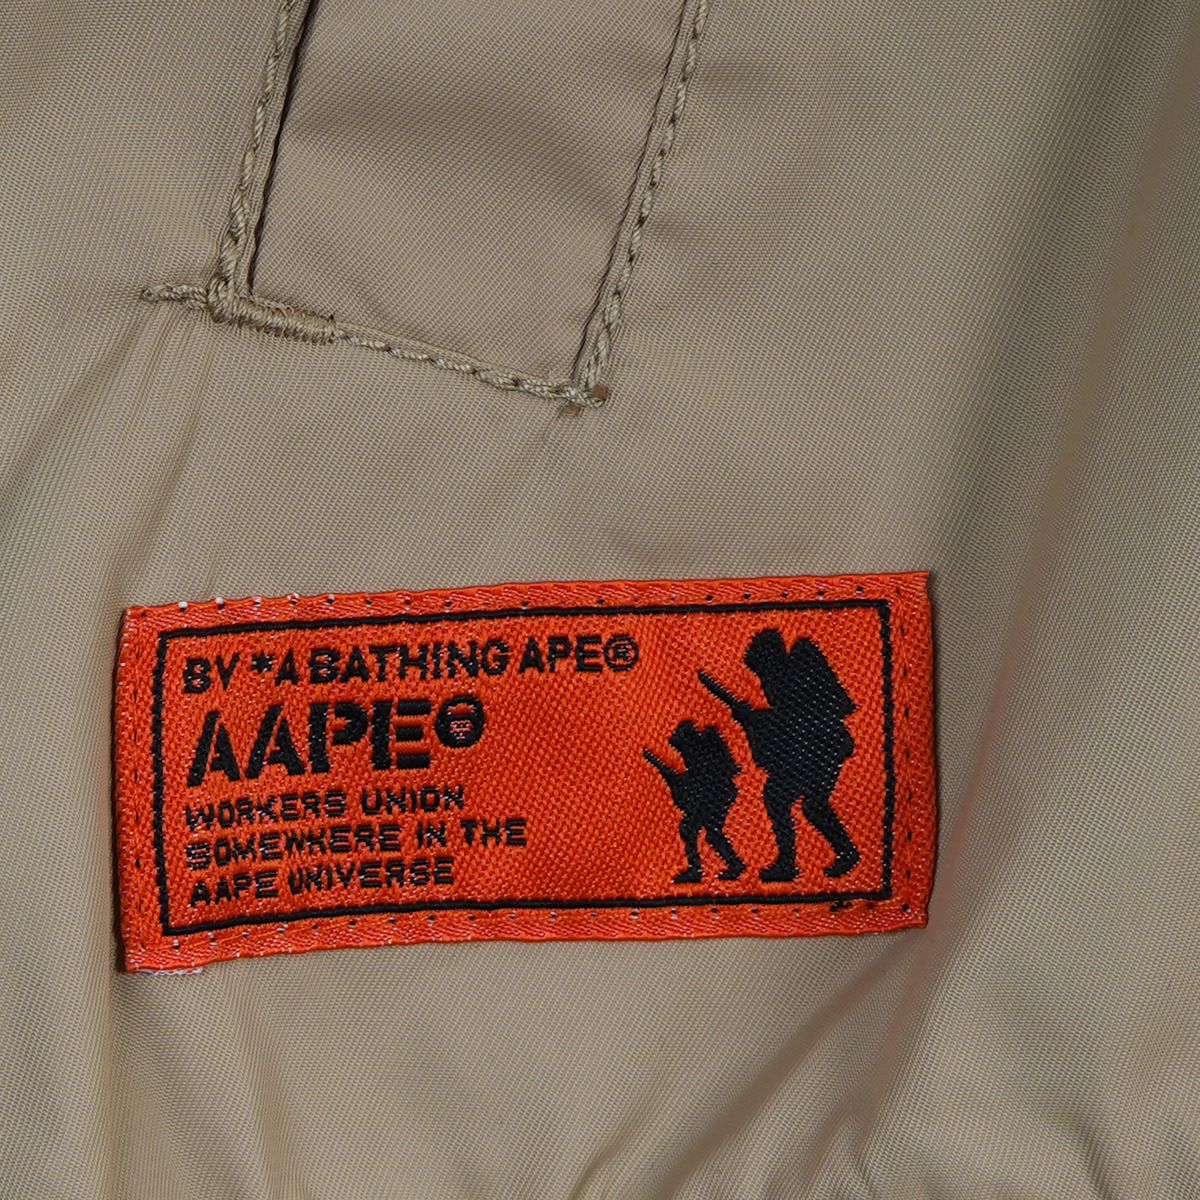 BY *A BATHING APE®
AAPE
WORKERS UNION
SOMEWHERE IN THE
AAPE UNIVERSE